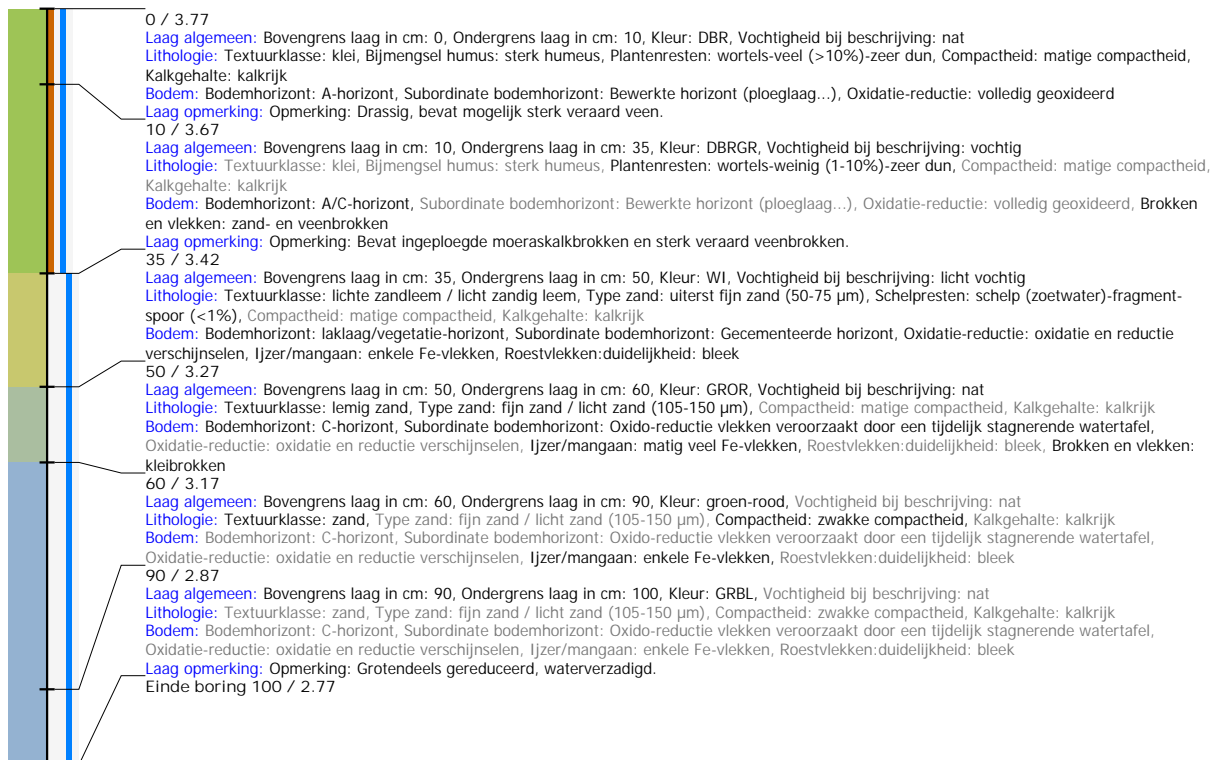 0 / 3.77
Laag algemeen: Bovengrens laag in cm: 0, Ondergrens laag in cm: 10, Kleur: DBR, Vochtigheid bij beschrijving: nat
Lithologie: Textuurklasse: klei, Bijmengsel humus: sterk humeus, Plantenresten: wortels-veel (>10%)-zeer dun, Compactheid: matige compactheid,
Kalkgehalte: kalkrijk
Bodem: Bodemhorizont: A-horizont, Subordinate bodemhorizont: Bewerkte horizont (ploeglaag...), Oxidatie-reductie: volledig geoxideerd
Laag opmerking: Opmerking: Drassig, bevat mogelijk sterk veraard veen.
10 / 3.67
Laag algemeen: Bovengrens laag in cm: 10, Ondergrens laag in cm: 35, Kleur: DBRGR, Vochtigheid bij beschrijving: vochtig
Lithologie: Textuurklasse: klei, Bijmengsel humus: sterk humeus, Plantenresten: wortels-weinig (1-10%)-zeer dun, Compactheid: matige compactheid,
Kalkgehalte: kalkrijk
Bodem: Bodemhorizont: A/C-horizont, Subordinate bodemhorizont: Bewerkte horizont (ploeglaag...), Oxidatie-reductie: volledig geoxideerd, Brokken
en vlekken: zand- en veenbrokken
Laag opmerking: Opmerking: Bevat ingeploegde moeraskalkbrokken en sterk veraard veenbrokken.
35 / 3.42
Laag algemeen: Bovengrens laag in cm: 35, Ondergrens laag in cm: 50, Kleur: WI, Vochtigheid bij beschrijving: licht vochtig
Lithologie: Textuurklasse: lichte zandleem / licht zandig leem, Type zand: uiterst fijn zand (50-75 µm), Schelpresten: schelp (zoetwater)-fragment-
spoor (<1%), Compactheid: matige compactheid, Kalkgehalte: kalkrijk
Bodem: Bodemhorizont: laklaag/vegetatie-horizont, Subordinate bodemhorizont: Gecementeerde horizont, Oxidatie-reductie: oxidatie en reductie
verschijnselen, Ijzer/mangaan: enkele Fe-vlekken, Roestvlekken:duidelijkheid: bleek
50 / 3.27
Laag algemeen: Bovengrens laag in cm: 50, Ondergrens laag in cm: 60, Kleur: GROR, Vochtigheid bij beschrijving: nat
Lithologie: Textuurklasse: lemig zand, Type zand: fijn zand / licht zand (105-150 µm), Compactheid: matige compactheid, Kalkgehalte: kalkrijk
Bodem: Bodemhorizont: C-horizont, Subordinate bodemhorizont: Oxido-reductie vlekken veroorzaakt door een tijdelijk stagnerende watertafel,
Oxidatie-reductie: oxidatie en reductie verschijnselen, Ijzer/mangaan: matig veel Fe-vlekken, Roestvlekken:duidelijkheid: bleek, Brokken en vlekken:
kleibrokken
60 / 3.17
Laag algemeen: Bovengrens laag in cm: 60, Ondergrens laag in cm: 90, Kleur: groen-rood, Vochtigheid bij beschrijving: nat
Lithologie: Textuurklasse: zand, Type zand: fijn zand / licht zand (105-150 µm), Compactheid: zwakke compactheid, Kalkgehalte: kalkrijk
Bodem: Bodemhorizont: C-horizont, Subordinate bodemhorizont: Oxido-reductie vlekken veroorzaakt door een tijdelijk stagnerende watertafel,
Oxidatie-reductie: oxidatie en reductie verschijnselen, Ijzer/mangaan: enkele Fe-vlekken, Roestvlekken:duidelijkheid: bleek
90 / 2.87
Laag algemeen: Bovengrens laag in cm: 90, Ondergrens laag in cm: 100, Kleur: GRBL, Vochtigheid bij beschrijving: nat
Lithologie: Textuurklasse: zand, Type zand: fijn zand / licht zand (105-150 µm), Compactheid: zwakke compactheid, Kalkgehalte: kalkrijk
Bodem: Bodemhorizont: C-horizont, Subordinate bodemhorizont: Oxido-reductie vlekken veroorzaakt door een tijdelijk stagnerende watertafel,
Oxidatie-reductie: oxidatie en reductie verschijnselen, Ijzer/mangaan: enkele Fe-vlekken, Roestvlekken:duidelijkheid: bleek
Laag opmerking: Opmerking: Grotendeels gereduceerd, waterverzadigd.
Einde boring 100 / 2.77